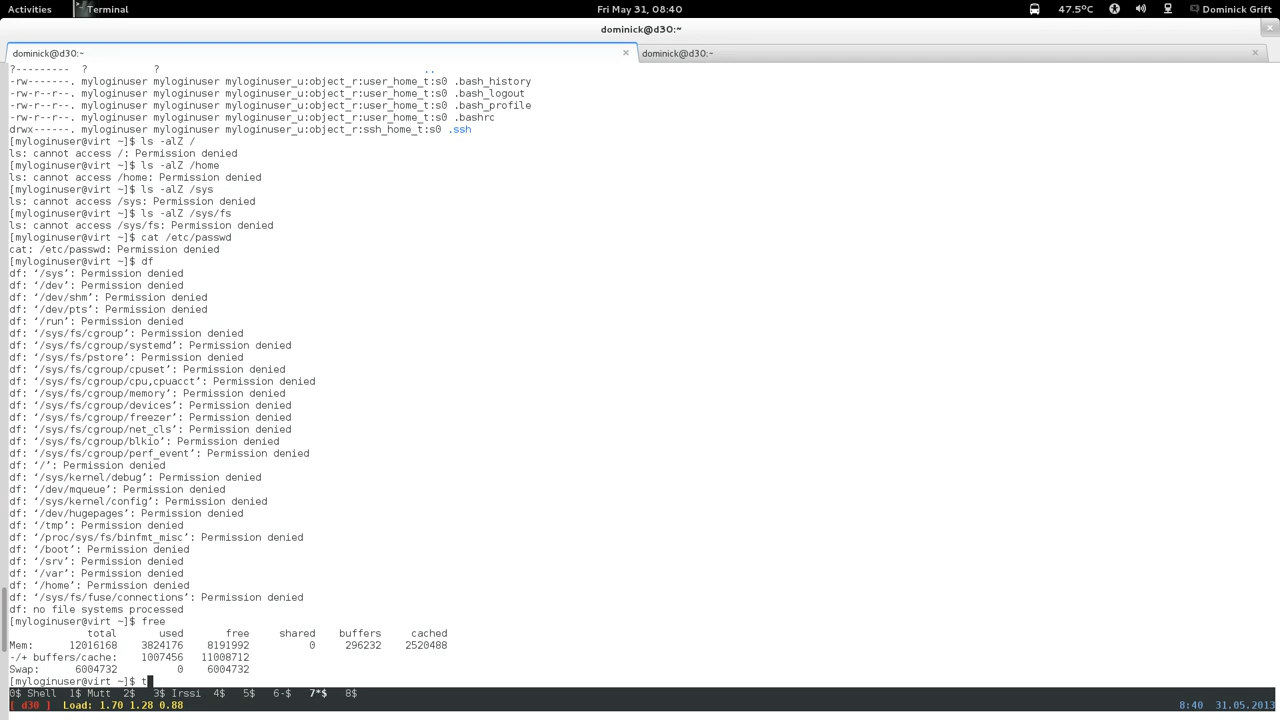 Activities Terminal Fri May 31, 08:40 47.5°C Dominick Grift
dominick@d30:~
dominick@d30:~ dominick@d30:~
?--------- ? ? ..
-rw-------. myloginuser myloginuser myloginuser_u:object_r:user_home_t:s0 .bash_history
-rw-r--r--. myloginuser myloginuser myloginuser_u:object_r:user_home_t:s0 .bash_logout
-rw-r--r--. myloginuser myloginuser myloginuser_u:object_r:user_home_t:s0 .bash_profile
-rw-r--r--. myloginuser myloginuser myloginuser_u:object_r:user_home_t:s0 .bashrc
drwx------. myloginuser myloginuser myloginuser_u:object_r:ssh_home_t:s0 .ssh
[myloginuser@virt ~]$ ls -alZ /
ls: cannot access /: Permission denied
[myloginuser@virt ~]$ ls -alZ /home
ls: cannot access /home: Permission denied
[myloginuser@virt ~]$ ls -alZ /sys
ls: cannot access /sys: Permission denied
[myloginuser@virt ~]$ ls -alZ /sys/fs
ls: cannot access /sys/fs: Permission denied
[myloginuser@virt ~]$ cat /etc/passwd
cat: /etc/passwd: Permission denied
[myloginuser@virt ~]$ df
df: ‘/sys’: Permission denied
df: ‘/dev’: Permission denied
df: ‘/dev/shm’: Permission denied
df: ‘/dev/pts’: Permission denied
df: ‘/run’: Permission denied
df: ‘/sys/fs/cgroup’: Permission denied
df: ‘/sys/fs/cgroup/systemd’: Permission denied
df: ‘/sys/fs/pstore’: Permission denied
df: ‘/sys/fs/cgroup/cpuset’: Permission denied
df: ‘/sys/fs/cgroup/cpu,cpuacct’: Permission denied
df: ‘/sys/fs/cgroup/memory’: Permission denied
df: ‘/sys/fs/cgroup/devices’: Permission denied
df: ‘/sys/fs/cgroup/freezer’: Permission denied
df: ‘/sys/fs/cgroup/net_cls’: Permission denied
df: ‘/sys/fs/cgroup/blkio’: Permission denied
df: ‘/sys/fs/cgroup/perf_event’: Permission denied
df: ‘/’: Permission denied
df: ‘/sys/kernel/debug’: Permission denied
df: ‘/dev/mqueue’: Permission denied
df: ‘/sys/kernel/config’: Permission denied
df: ‘/dev/hugepages’: Permission denied
df: ‘/tmp’: Permission denied
df: ‘/proc/sys/fs/binfmt_misc’: Permission denied
df: ‘/boot’: Permission denied
df: ‘/srv’: Permission denied
df: ‘/var’: Permission denied
df: ‘/home’: Permission denied
df: ‘/sys/fs/fuse/connections’: Permission denied
df: no file systems processed
[myloginuser@virt ~]$ free
total used free shared buffers cached
Mem: 12016168 3824176 8191992 0 296232 2520488
-/+ buffers/cache: 1007456 11008712
Swap: 6004732 0 6004732
[myloginuser@virt ~]$ t
0$ Shell 1$ Mutt 2$ 3$ Irssi 4$ 5$ 6-$ 7*$ 8$
[ d30 ] Load: 1.70 1.28 0.88 8:40 31.05.2013